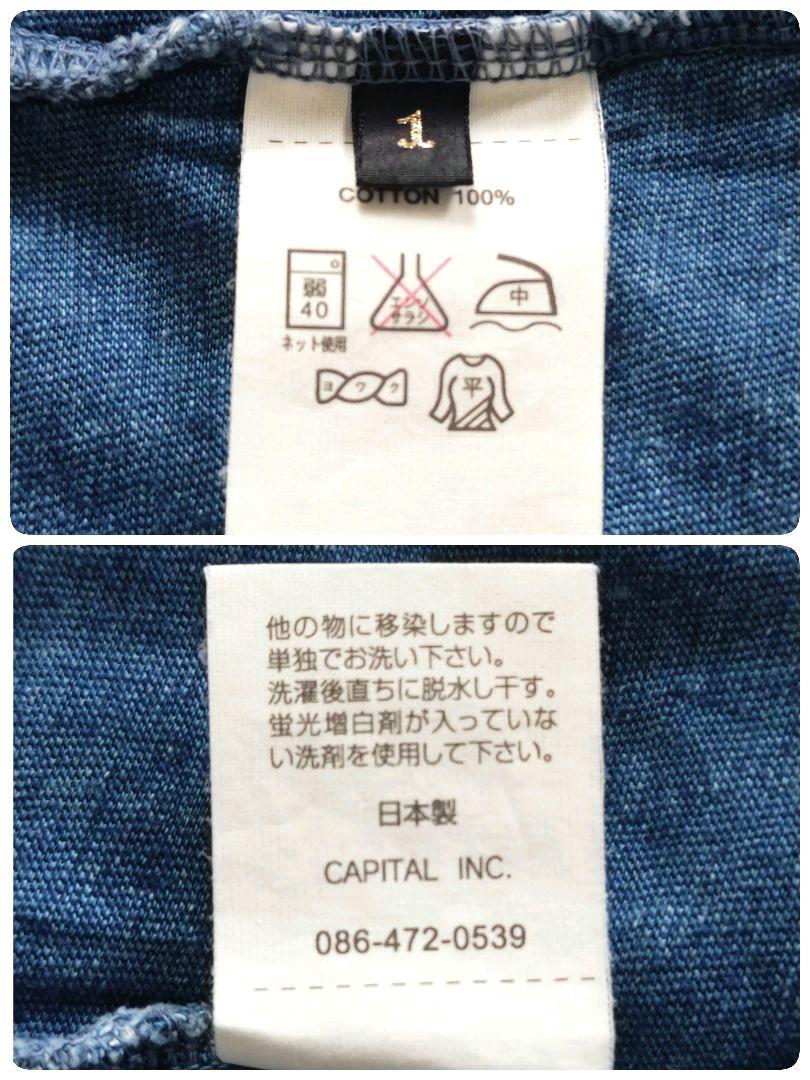 1
COTTON 100%
弱
40
ネット使用
エンソ
サラシ
中
ヨワク
平
他の物に移染しますので
単独でお洗い下さい。
洗濯後直ちに脱水し干す。
蛍光増白剤が入っていな
い洗剤を使用して下さい。
日本製
CAPITAL INC.
086-472-0539